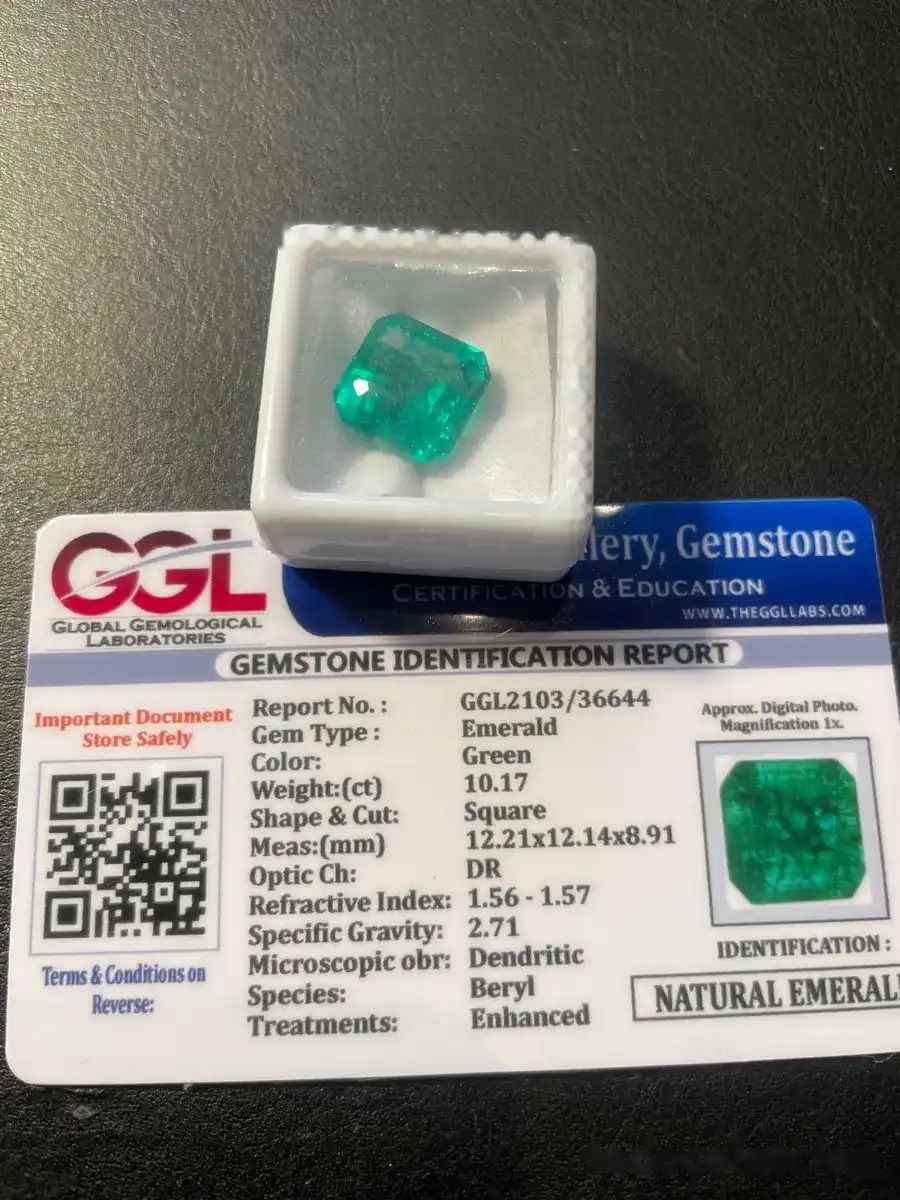 GGL
GLOBAL GEMOLOGICAL
LABORATORIES
Gemstone
CERTIFICATION & EDUCATION
WWW.THEGGLLABS.COM
GEMSTONE IDENTIFICATION REPORT
Important Document
Store Safely
Terms & Conditions on
Reverse:
Report No. : GGL2103/36644
Gem Type : Emerald
Color: Green
Weight:(ct) 10.17
Shape & Cut: Square
Meas:(mm) 12.21x12.14x8.91
Optic Ch: DR
Refractive Index: 1.56 - 1.57
Specific Gravity: 2.71
Microscopic obr: Dendritic
Species: Beryl
Treatments: Enhanced
Approx. Digital Photo.
Magnification 1x.
IDENTIFICATION :
NATURAL EMERAL